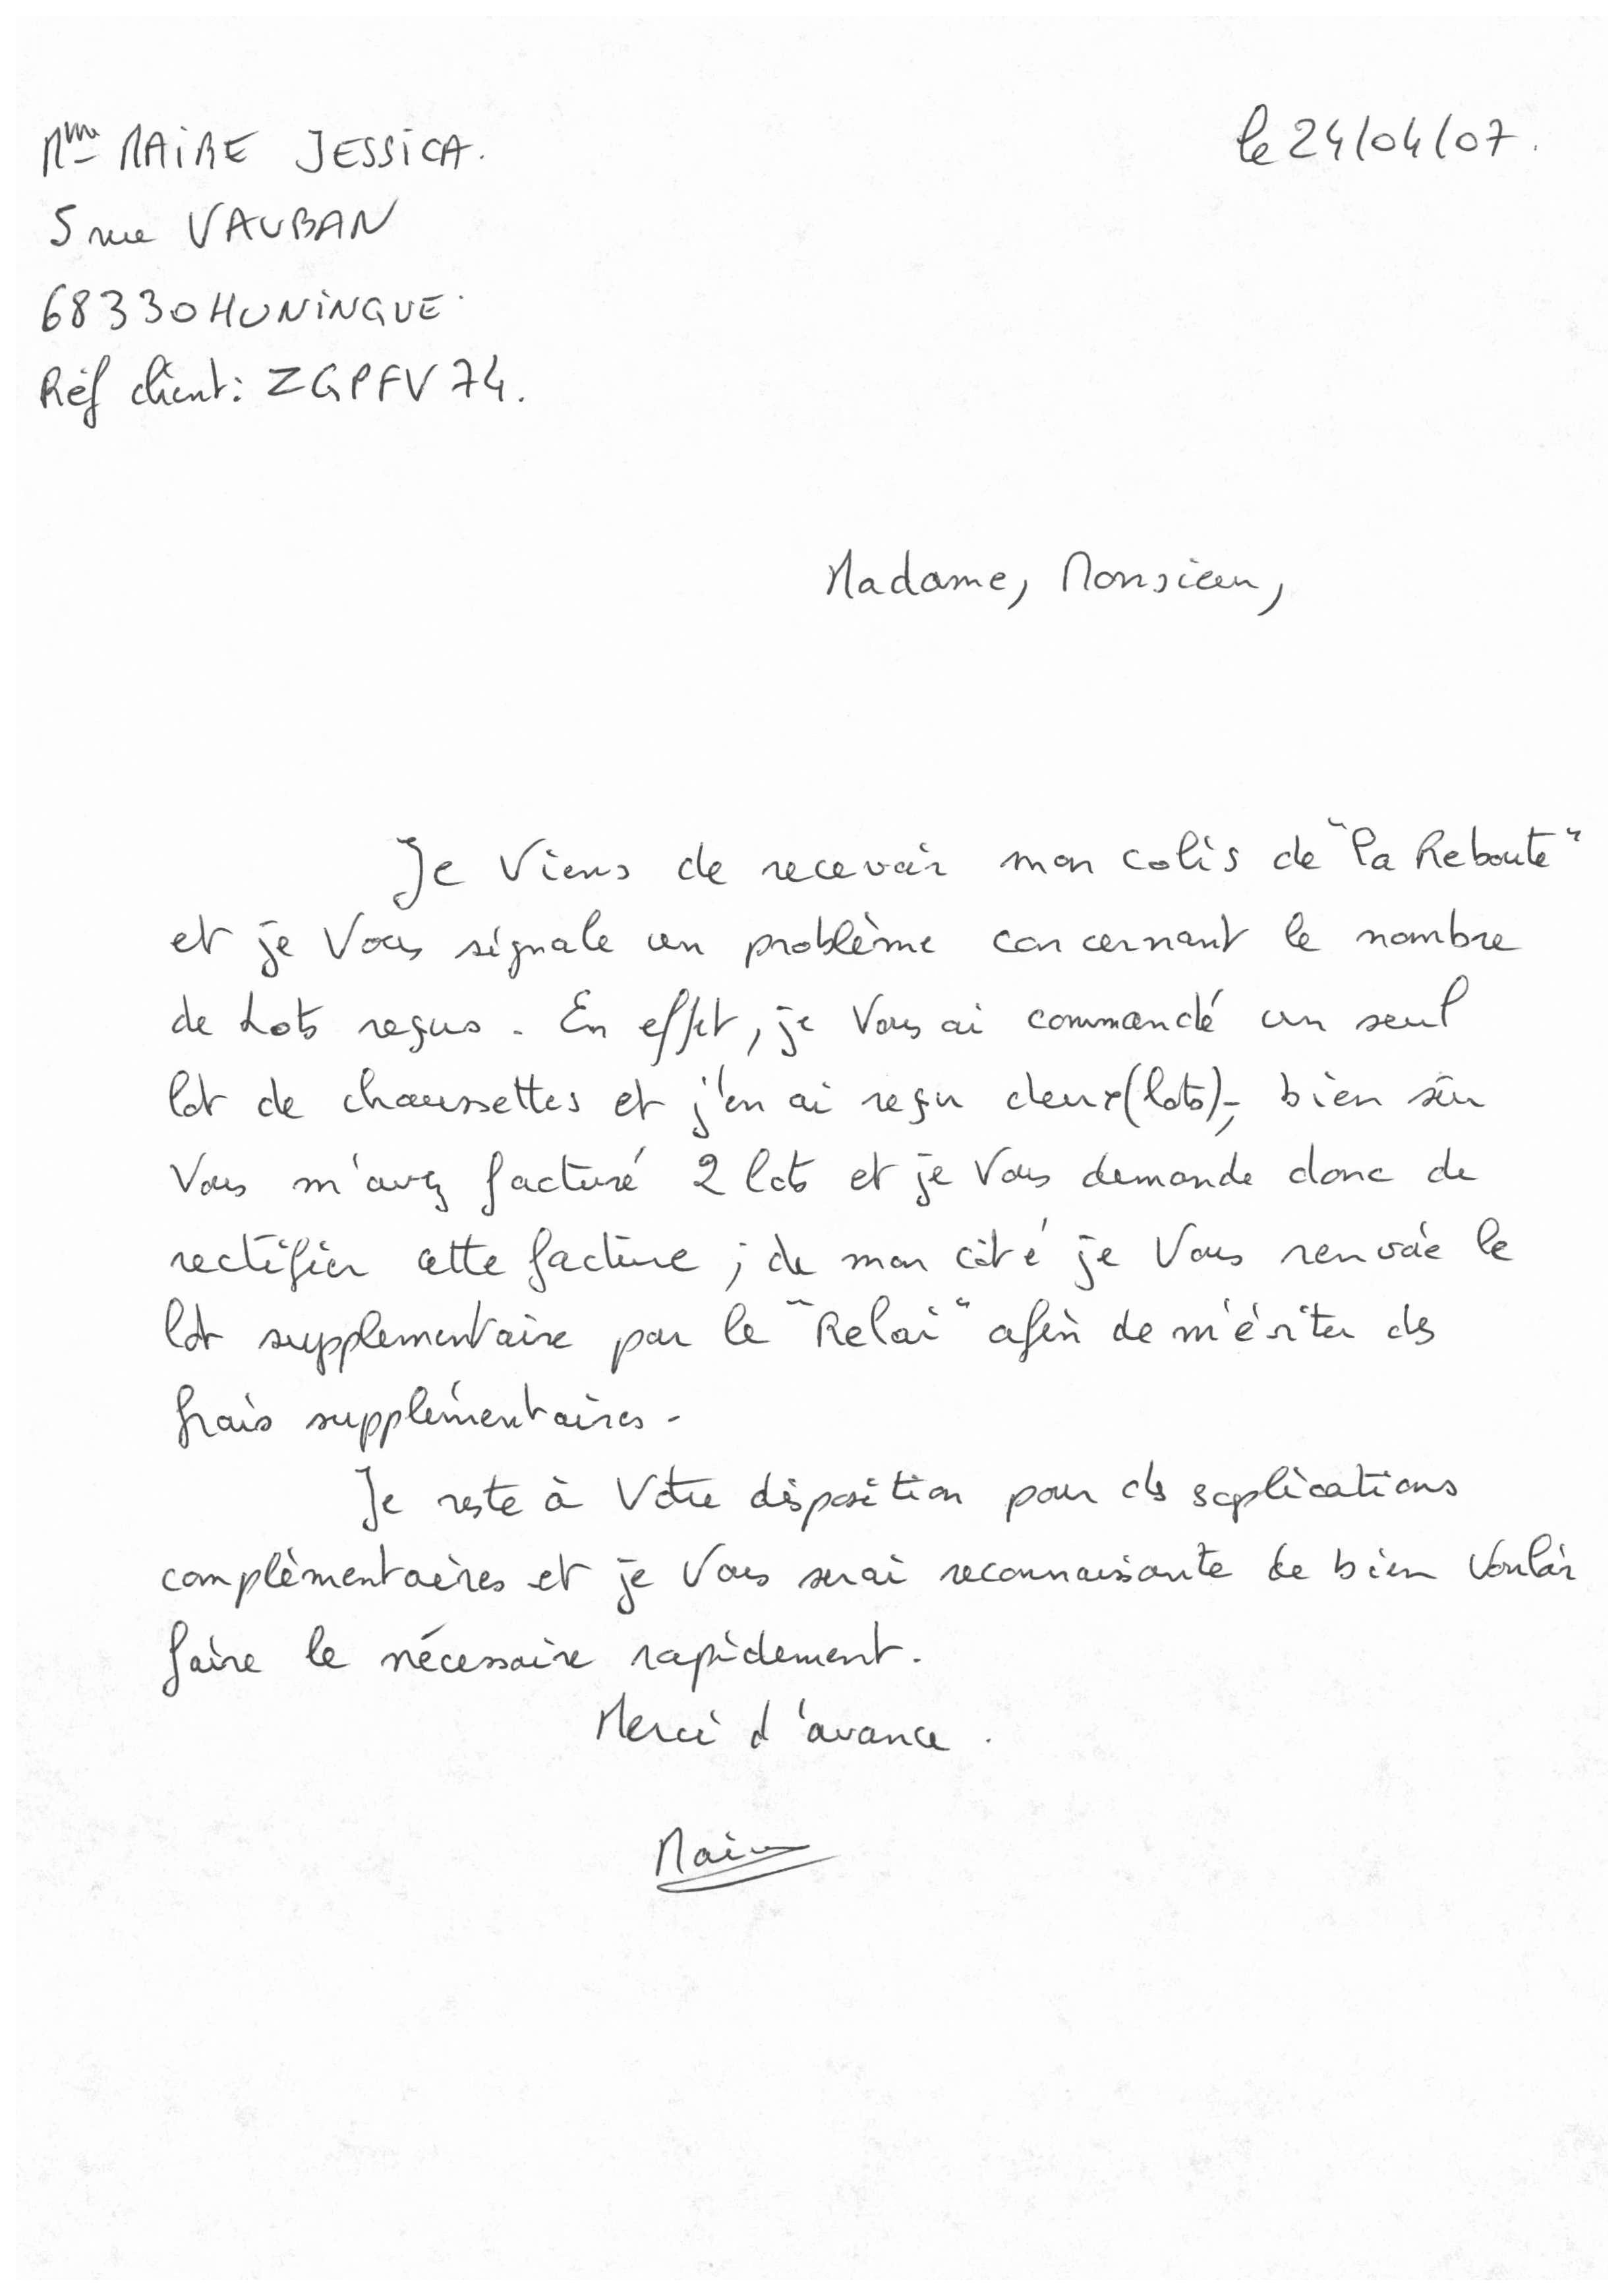 Mme MAIRE JESSICA.
le 24/04/07.
5 rue VAUBAN
68330 HUNINGUE.
Réf client: ZGPFV74.
Madame, Monsieur,
Je viens de recevoir mon colis de "la Reboute"
et je vous signale un problème concernant le nombre
de Lots reçus. En effet, je vous ai commandé un seul
lot de chaussettes et j'en ai reçu deux (lots), bien sûr
vous m'avez facturé 2 lots et je vous demande donc de
rectifier cette facture ; de mon côté je vous renvoie le
lot supplementaire par le "Relai" afin de m'éviter des
frais supplémentaires.
Je reste à votre disposition pour des explications
complémentaires et je vous serai reconnaissante de bien vouloir
faire le nécessaire rapidement.
Merci d'avance.
Maire